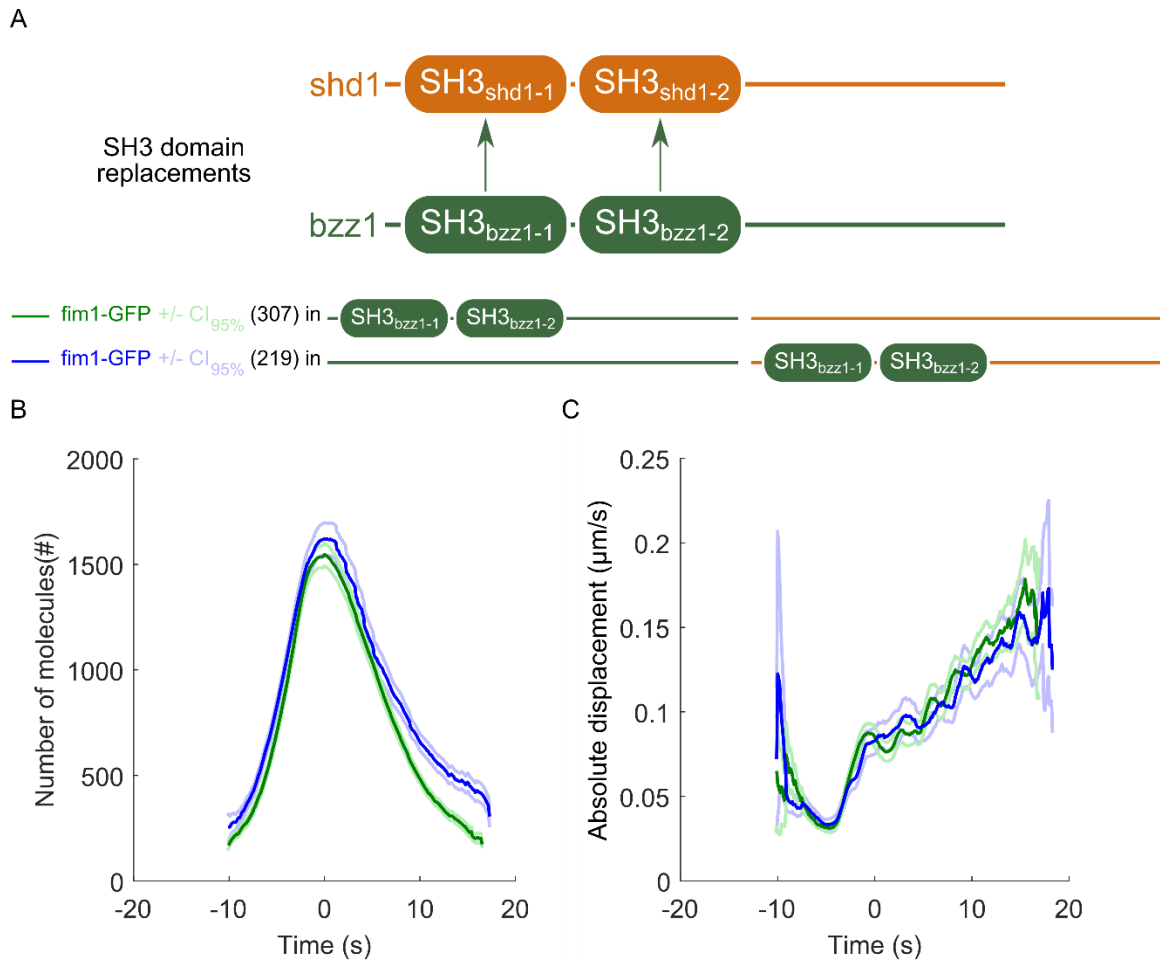 A
shd1 SH3shd1-1 SH3shd1-2
SH3 domain
replacements
bzz1 SH3bzz1-1 SH3bzz1-2
fim1-GFP +/- CI95% (307) in SH3bzz1-1 SH3bzz1-2
fim1-GFP +/- CI95% (219) in SH3bzz1-1 SH3bzz1-2
B
Number of molecules(#)
2000
1500
1000
500
0
-20 -10 0 10 20
Time (s)
C
Absolute displacement (μm/s)
0.25
0.2
0.15
0.1
0.05
0
-20 -10 0 10 20
Time (s)